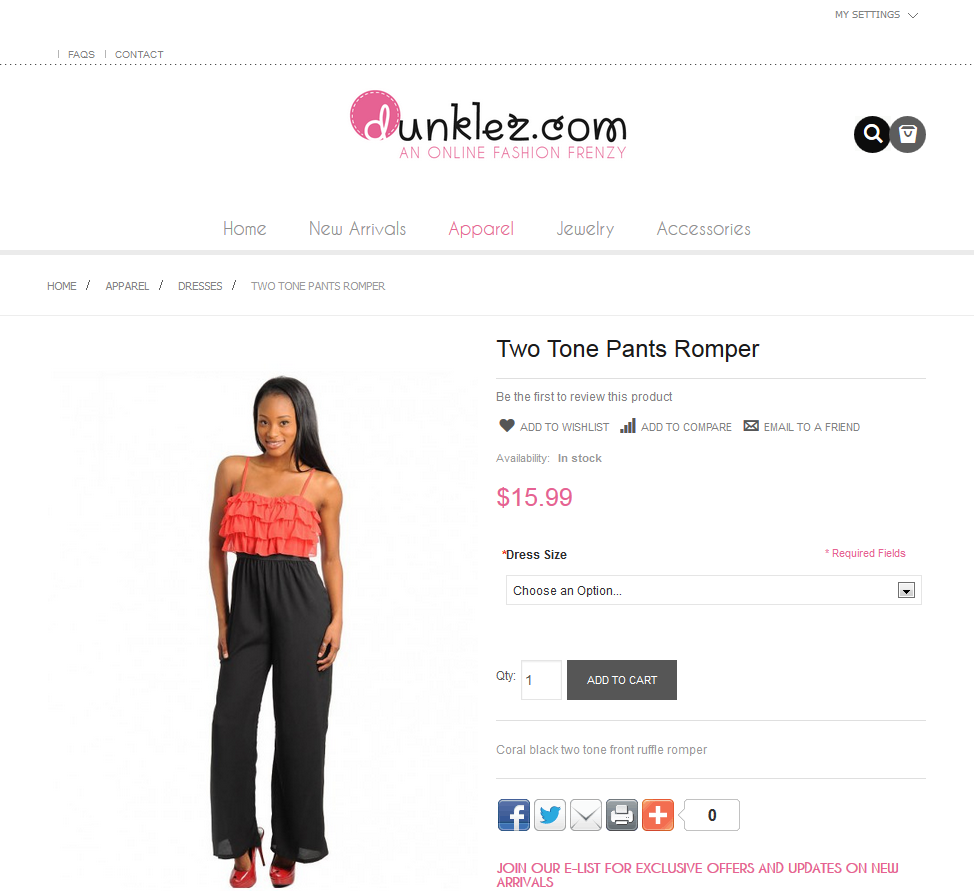 MY SETTINGS
FAQS
CONTACT
dunklez.com
AN ONLINE FASHION FRENZY
Home New Arrivals Apparel Jewelry Accessories
HOME / APPAREL / DRESSES / TWO TONE PANTS ROMPER
Two Tone Pants Romper
Be the first to review this product
ADD TO WISHLIST ADD TO COMPARE EMAIL TO A FRIEND
Availability: In stock
$15.99
*Dress Size
* Required Fields
Choose an Option...
Qty: 1 ADD TO CART
Coral black two tone front ruffle romper
0
JOIN OUR E-LIST FOR EXCLUSIVE OFFERS AND UPDATES ON NEW
ARRIVALS